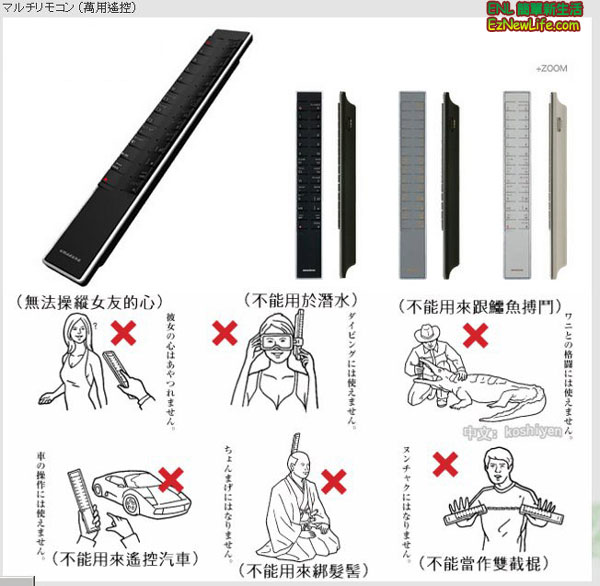 マルチリモコン（萬用遙控）
ENL 簡單新生活
EzNewLife.com
+ZOOM
（無法操縱女友的心）
（不能用於潛水）
（不能用來跟鱷魚搏鬥）
?
彼女の心はあやつれません。
ダイビングには使えません。
ワニとの格闘には使えません。
中文: koshiyen
車の操作には使えません。
ちょんまげにはなりません。
ヌンチャクにはなりません。
（不能用來遙控汽車）
（不能用來綁髮髻）
（不能當作雙截棍）